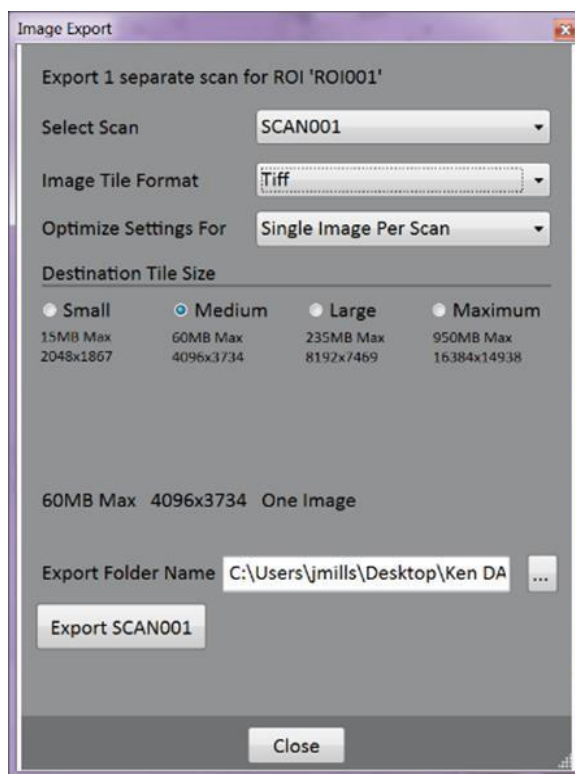 Image Export
Export 1 separate scan for ROI 'ROI001'
Select Scan SCAN001
Image Tile Format Tiff
Optimize Settings For Single Image Per Scan
Destination Tile Size
Small Medium Large Maximum
15MB Max 60MB Max 235MB Max 950MB Max
2048x1867 4096x3734 8192x7469 16384x14938
60MB Max 4096x3734 One Image
Export Folder Name C:\Users\jmills\Desktop\Ken DA ...
Export SCAN001
Close